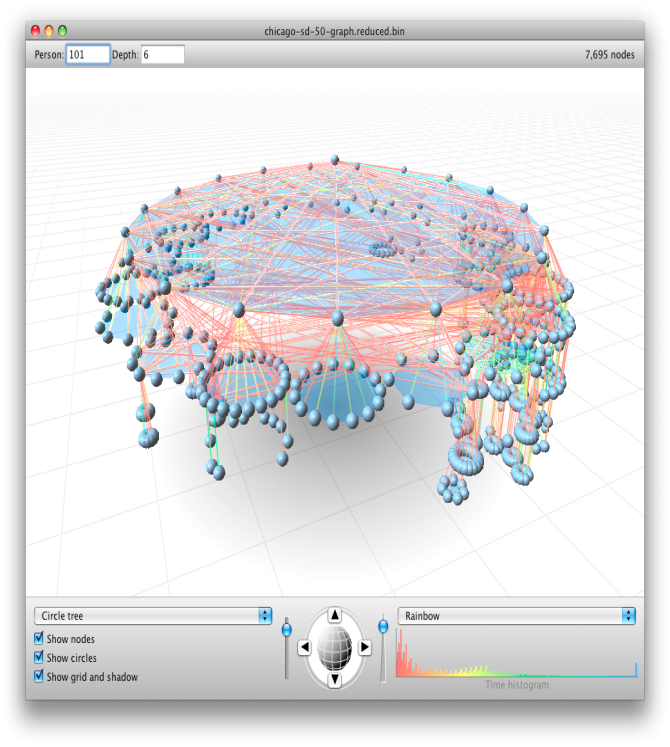 chicago-sd-50-graph.reduced.bin
Person: 101 Depth: 6 7,695 nodes
Circle tree
Rainbow
Show nodes
Show circles
Show grid and shadow
Time histogram